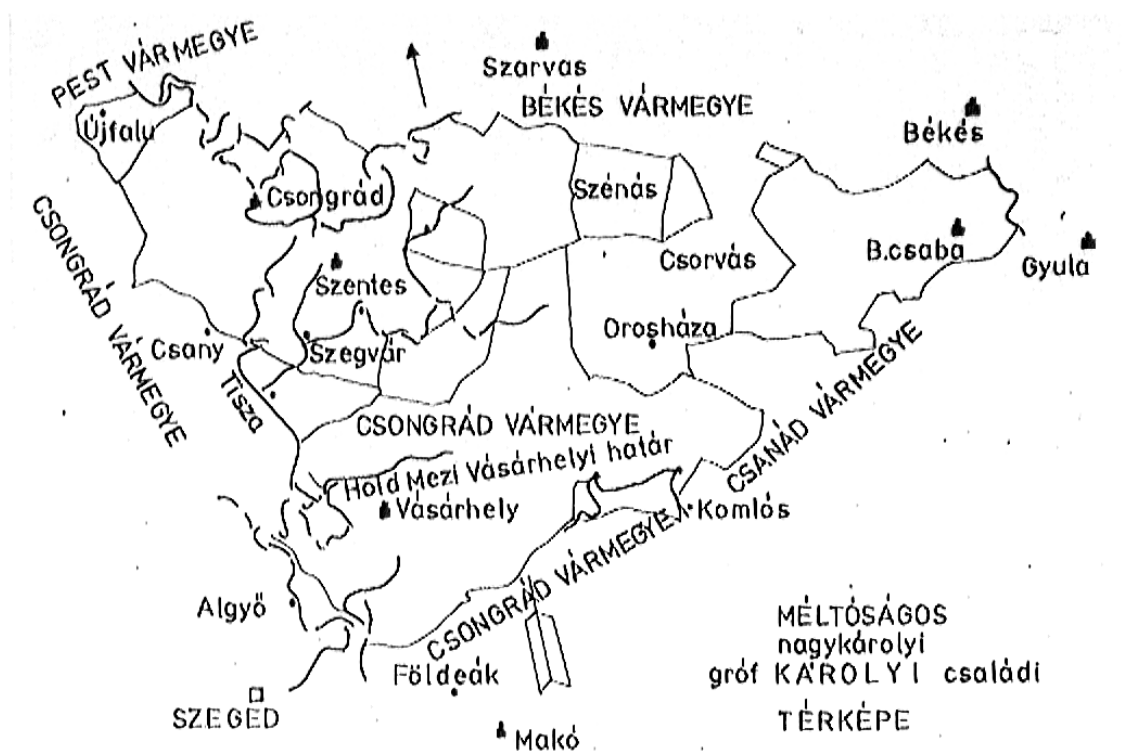 PEST VÁRMEGYE
Szarvas
BÉKÉS VÁRMEGYE
Békés
Újfalu
Csongrád
Szénás
CSONGRÁD VÁRMEGYE
Csorvás
B.csaba
Gyula
Szentes
Orosháza
Csany
Szegvár
Tisza
CSONGRÁD VÁRMEGYE
CSANÁD VÁRMEGYE
Hold Mezi Vásárhelyi határ
Vásárhely
Komlós
CSONGRÁD VÁRMEGYE
Algyő
Földeák
SZEGED
Makó
MÉLTÓSÁGOS
nagykárolyi
gróf KÁROLYI családi
TÉRKÉPE